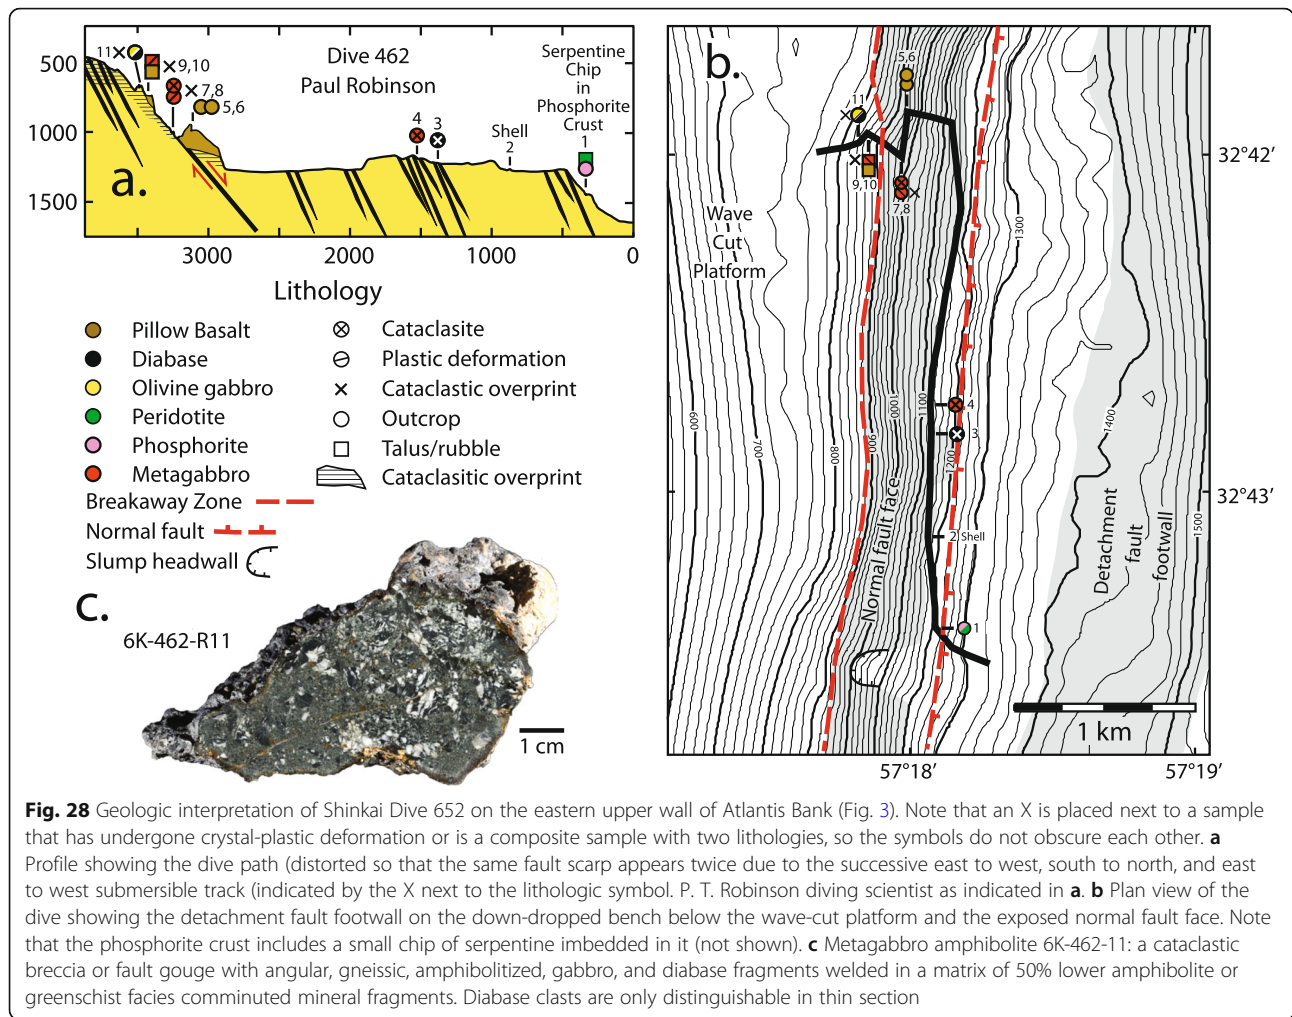 500
1000
1500
11
9,10
7,8
5,6
Dive 462
Paul Robinson
4
3
Shell
2
Serpentine
Chip
in
Phosphorite
Crust
1
a.
3000
2000
1000
0
Lithology
Pillow Basalt
Diabase
Olivine gabbro
Peridotite
Phosphorite
Metagabbro
Breakaway Zone
Normal fault
Slump headwall
Cataclasite
Plastic deformation
Cataclastic overprint
Outcrop
Talus/rubble
Cataclasitic overprint
c.
6K-462-R11
1 cm
b.
5,6
11
9,10
7,8
Wave
Cut
Platform
600
700
800
900
1000
1100
1200
1300
1400
1500
4
3
2 Shell
1
Normal fault face
Detachment
fault
footwall
1 km
32°42′
32°43′
57°18′
57°19′
Fig. 28 Geologic interpretation of Shinkai Dive 652 on the eastern upper wall of Atlantis Bank (Fig. 3). Note that an X is placed next to a sample
that has undergone crystal-plastic deformation or is a composite sample with two lithologies, so the symbols do not obscure each other. a
Profile showing the dive path (distorted so that the same fault scarp appears twice due to the successive east to west, south to north, and east
to west submersible track (indicated by the X next to the lithologic symbol. P. T. Robinson diving scientist as indicated in a. b Plan view of the
dive showing the detachment fault footwall on the down-dropped bench below the wave-cut platform and the exposed normal fault face. Note
that the phosphorite crust includes a small chip of serpentine imbedded in it (not shown). c Metagabbro amphibolite 6K-462-11: a cataclastic
breccia or fault gouge with angular, gneissic, amphibolitized, gabbro, and diabase fragments welded in a matrix of 50% lower amphibolite or
greenschist facies comminuted mineral fragments. Diabase clasts are only distinguishable in thin section